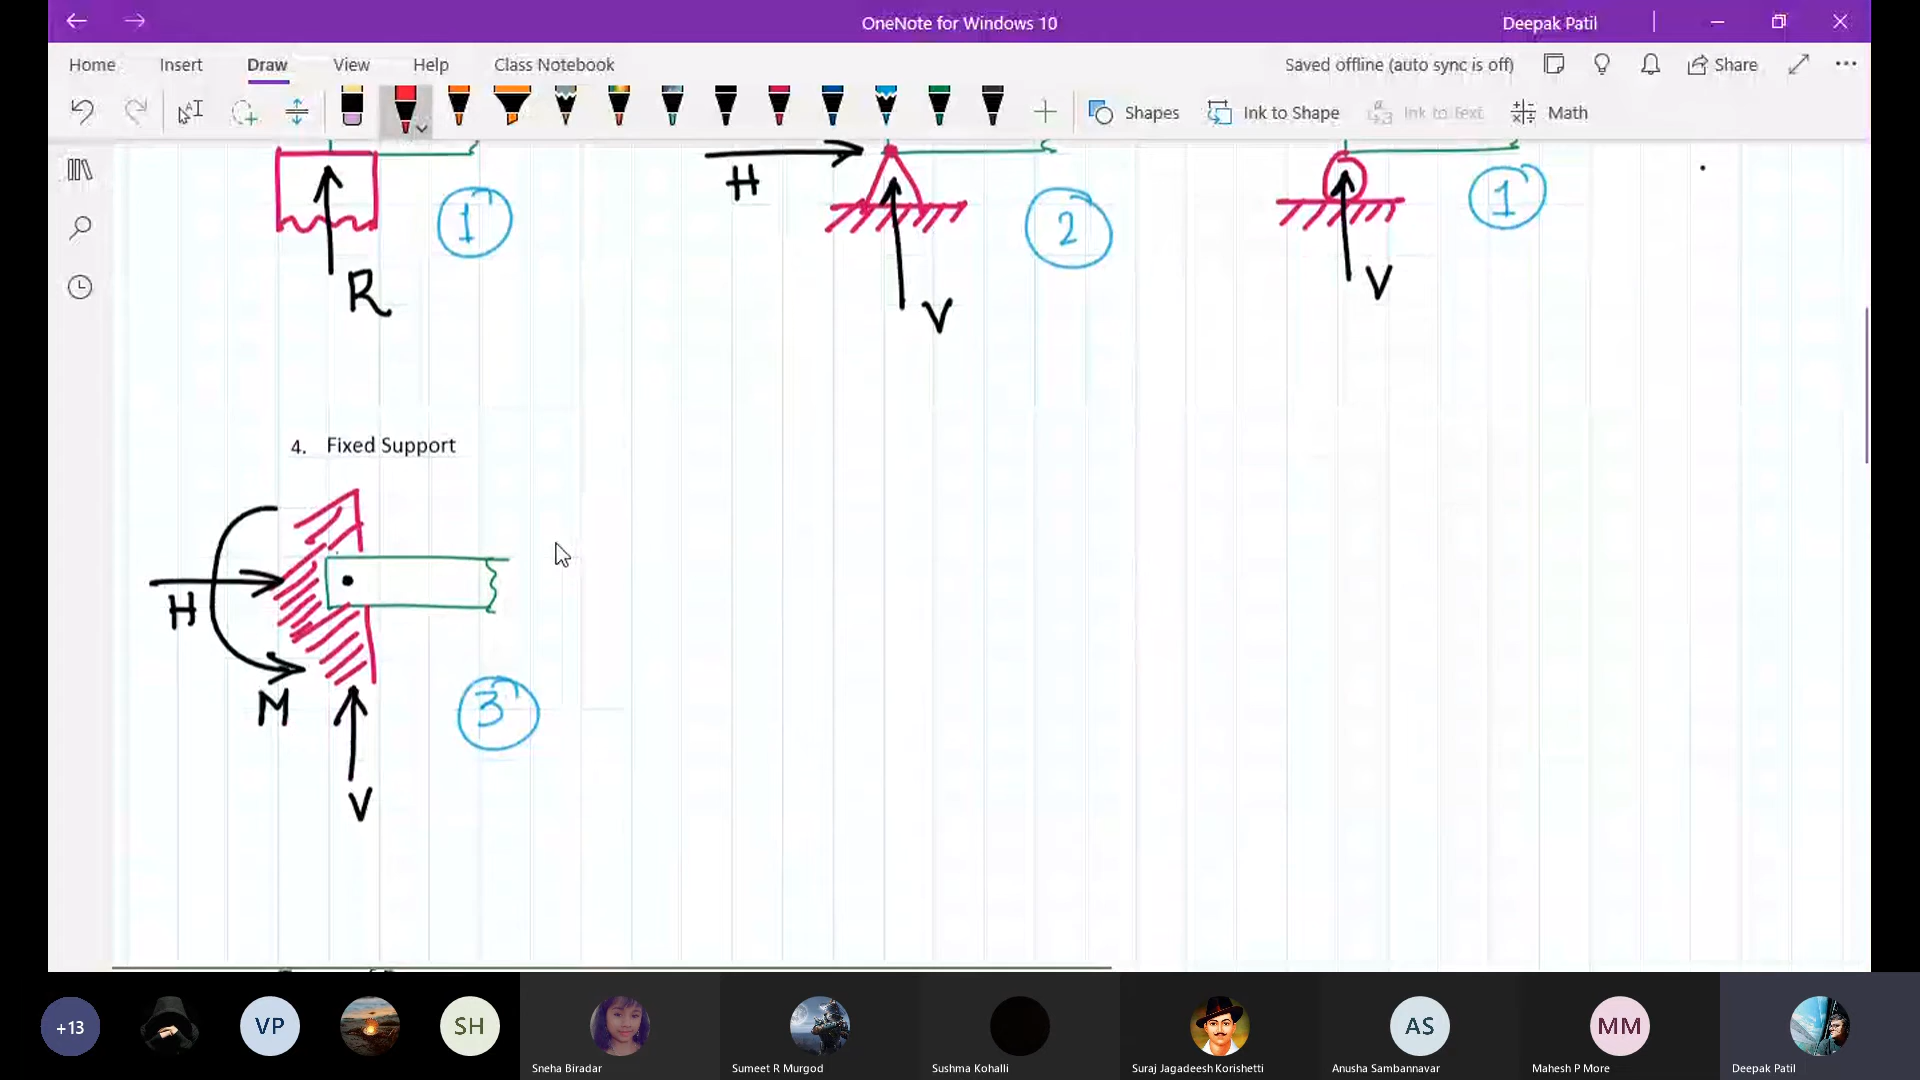 OneNote for Windows 10
Deepak Patil
Home Insert Draw View Help Class Notebook
Saved offline (auto sync is off)
Share
Shapes
Ink to Shape
Ink to Text
Math
1
R
H
2
V
1
V
4. Fixed Support
H
M
3
V
+13
VP
SH
Sneha Biradar
Sumeet R Murgod
Sushma Kohalli
Suraj Jagadeesh Korishetti
AS
Anusha Sambannavar
MM
Mahesh P More
Deepak Patil